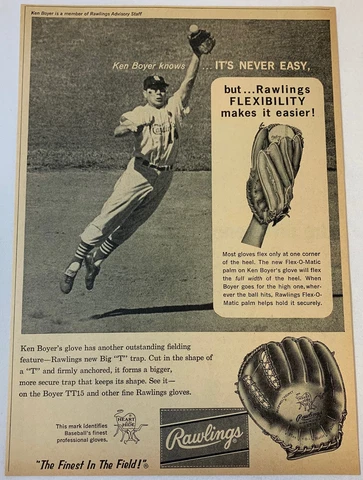 Ken Boyer is a member of Rawlings Advisory Staff
Ken Boyer knows ... IT'S NEVER EASY,
but...Rawlings
FLEXIBILITY
makes it easier!
Most gloves flex only at one corner
of the heel. The new Flex-O-Matic
palm on Ken Boyer's glove will flex
the full width of the heel. When
Boyer goes for the high one, wher-
ever the ball hits, Rawlings Flex-O-
Matic palm helps hold it securely.
Ken Boyer's glove has another outstanding fielding
feature—Rawlings new Big "T" trap. Cut in the shape of
a "T" and firmly anchored, it forms a bigger,
more secure trap that keeps its shape. See it—
on the Boyer TT15 and other fine Rawlings gloves.
This mark identifies
Baseball's finest
professional gloves.
HEART
of the
HIDE
Rawlings
"The Finest In The Field!"®